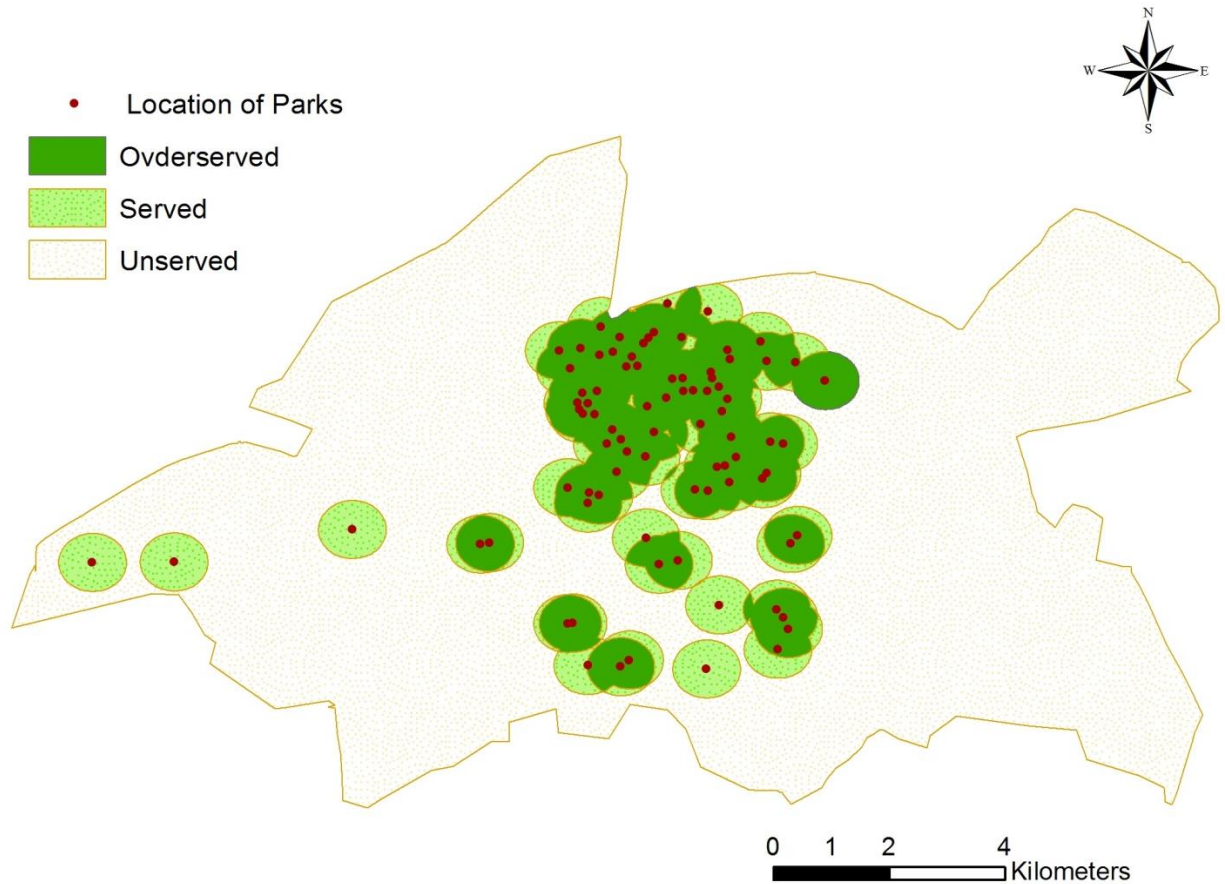 N
W E
S
Location of Parks
Ovderserved
Served
Unserved
0 1 2 4
Kilometers